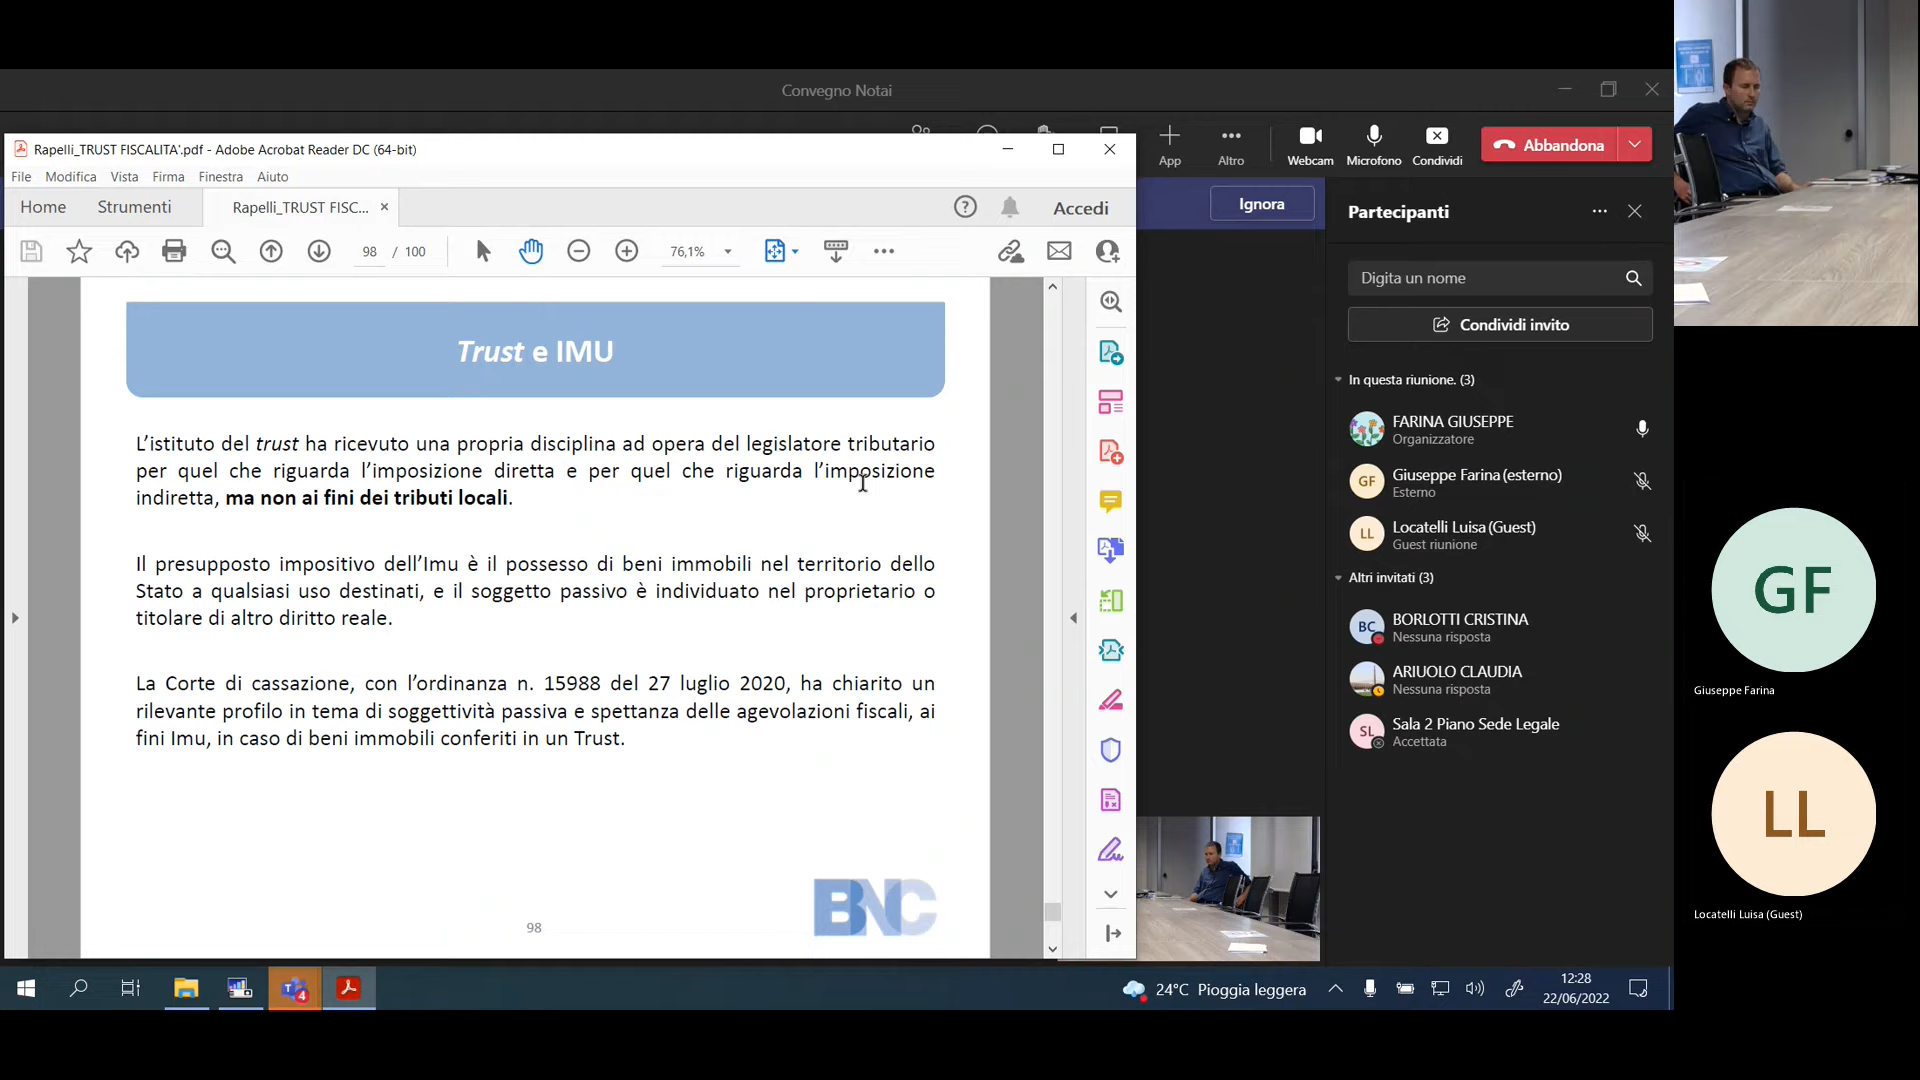 Convegno Notai
App
Altro
Webcam
Microfono
Condividi
Abbandona
Rapelli_TRUST FISCALITA'.pdf - Adobe Acrobat Reader DC (64-bit)
File Modifica Vista Firma Finestra Aiuto
Home Strumenti Rapelli_TRUST FISC... Accedi
98 / 100 76,1%
Ignora
Trust e IMU
L’istituto del trust ha ricevuto una propria disciplina ad opera del legislatore tributario
per quel che riguarda l’imposizione diretta e per quel che riguarda l’imposizione
indiretta, ma non ai fini dei tributi locali.
Il presupposto impositivo dell’Imu è il possesso di beni immobili nel territorio dello
Stato a qualsiasi uso destinati, e il soggetto passivo è individuato nel proprietario o
titolare di altro diritto reale.
La Corte di cassazione, con l’ordinanza n. 15988 del 27 luglio 2020, ha chiarito un
rilevante profilo in tema di soggettività passiva e spettanza delle agevolazioni fiscali, ai
fini Imu, in caso di beni immobili conferiti in un Trust.
98
BNC
Partecipanti
Digita un nome
Condividi invito
In questa riunione. (3)
FARINA GIUSEPPE
Organizzatore
GF
Giuseppe Farina (esterno)
Esterno
LL
Locatelli Luisa (Guest)
Guest riunione
Altri invitati (3)
BC
BORLOTTI CRISTINA
Nessuna risposta
ARIUOLO CLAUDIA
Nessuna risposta
SL
Sala 2 Piano Sede Legale
Accettata
GF
Giuseppe Farina
LL
Locatelli Luisa (Guest)
4
24°C Pioggia leggera
12:28
22/06/2022